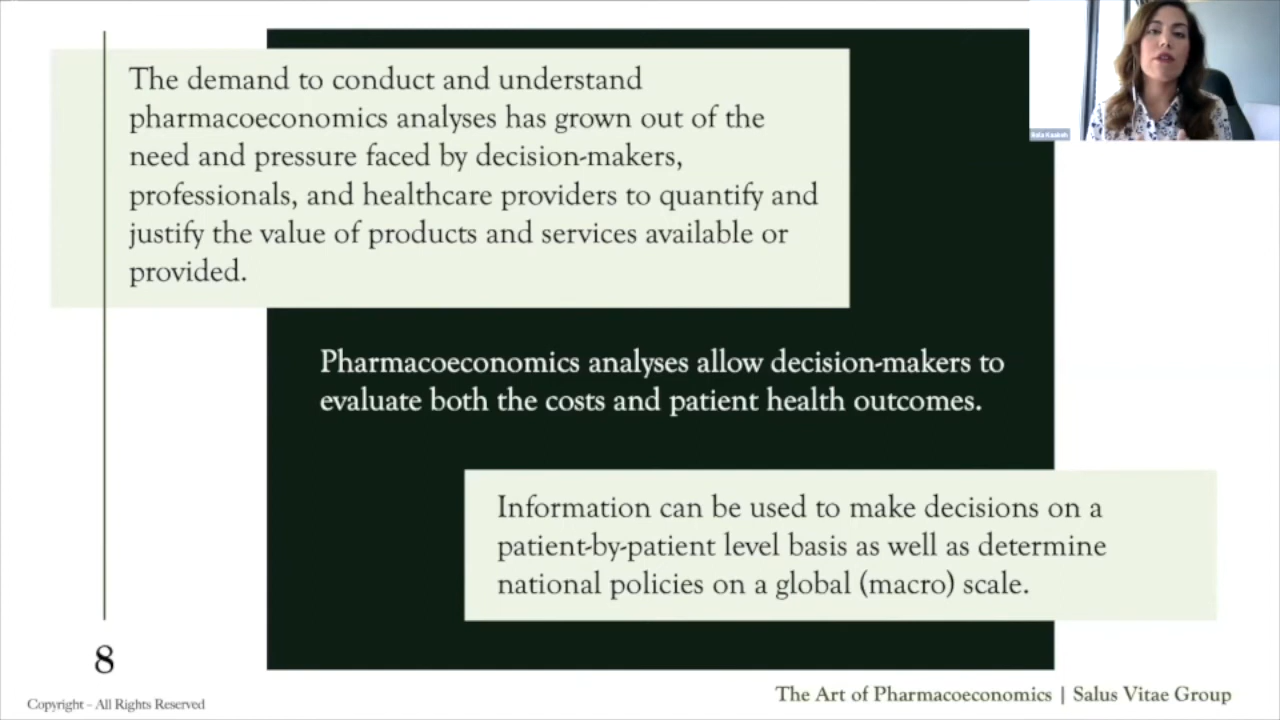 The demand to conduct and understand
pharmacoeconomics analyses has grown out of the
need and pressure faced by decision-makers,
professionals, and healthcare providers to quantify and
justify the value of products and services available or
provided.
Rola Kaakeh
Pharmacoeconomics analyses allow decision-makers to
evaluate both the costs and patient health outcomes.
Information can be used to make decisions on a
patient-by-patient level basis as well as determine
national policies on a global (macro) scale.
8
Copyright – All Rights Reserved
The Art of Pharmacoeconomics | Salus Vitae Group